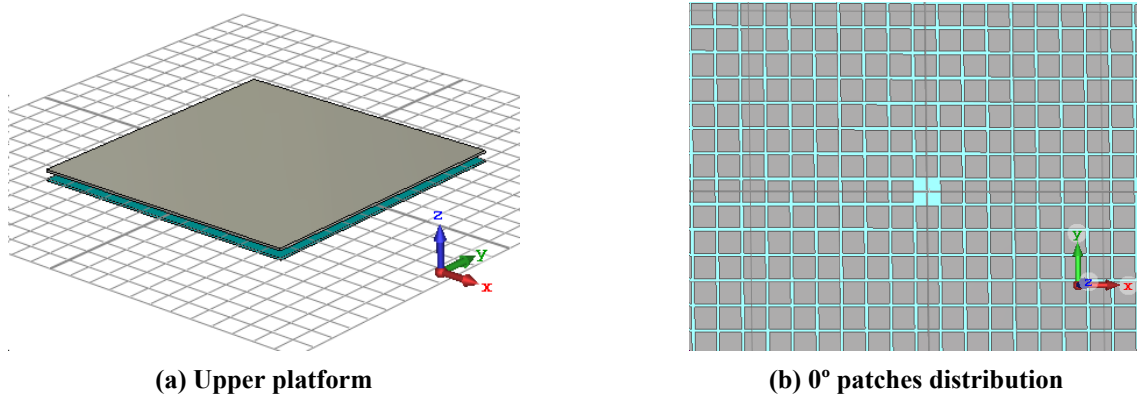 z
y
x
y
z
x
(a) Upper platform
(b) 0º patches distribution